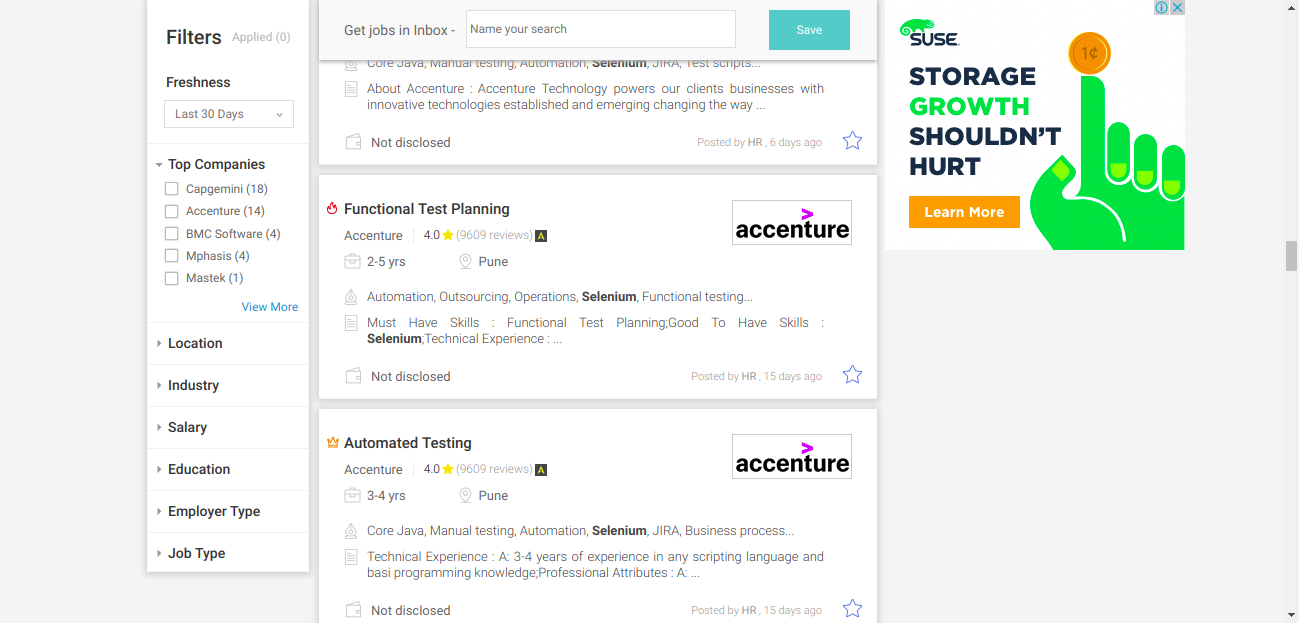 Filters Applied (0)
Freshness
Last 30 Days
Top Companies
Capgemini (18)
Accenture (14)
BMC Software (4)
Mphasis (4)
Mastek (1)
View More
Location
Industry
Salary
Education
Employer Type
Job Type
Get jobs in Inbox - Name your search Save
Core Java, Manual testing, Automation, Selenium, JIRA, Test scripts...
About Accenture : Accenture Technology powers our clients businesses with
innovative technologies established and emerging changing the way ...
Not disclosed Posted by HR , 6 days ago
Functional Test Planning
accenture
Accenture 4.0 (9609 reviews) A
2-5 yrs Pune
Automation, Outsourcing, Operations, Selenium, Functional testing...
Must Have Skills : Functional Test Planning;Good To Have Skills :
Selenium;Technical Experience : ...
Not disclosed Posted by HR , 15 days ago
Automated Testing
accenture
Accenture 4.0 (9609 reviews) A
3-4 yrs Pune
Core Java, Manual testing, Automation, Selenium, JIRA, Business process...
Technical Experience : A: 3-4 years of experience in any scripting language and
basi programming knowledge;Professional Attributes : A: ...
Not disclosed Posted by HR , 15 days ago
SUSE
1¢
STORAGE
GROWTH
SHOULDN'T
HURT
Learn More